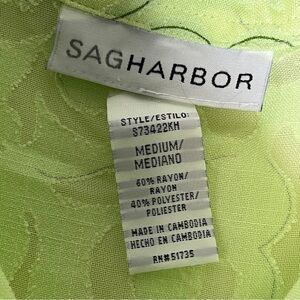 SAGHARBOR
STYLE/ESTILO:
S73422KH
MEDIUM/
MEDIANO
60% RAYON/
RAYON
40% POLYESTER/
POLIESTER
MADE IN CAMBODIA
HECHO EN CAMBODIA
RN#51735